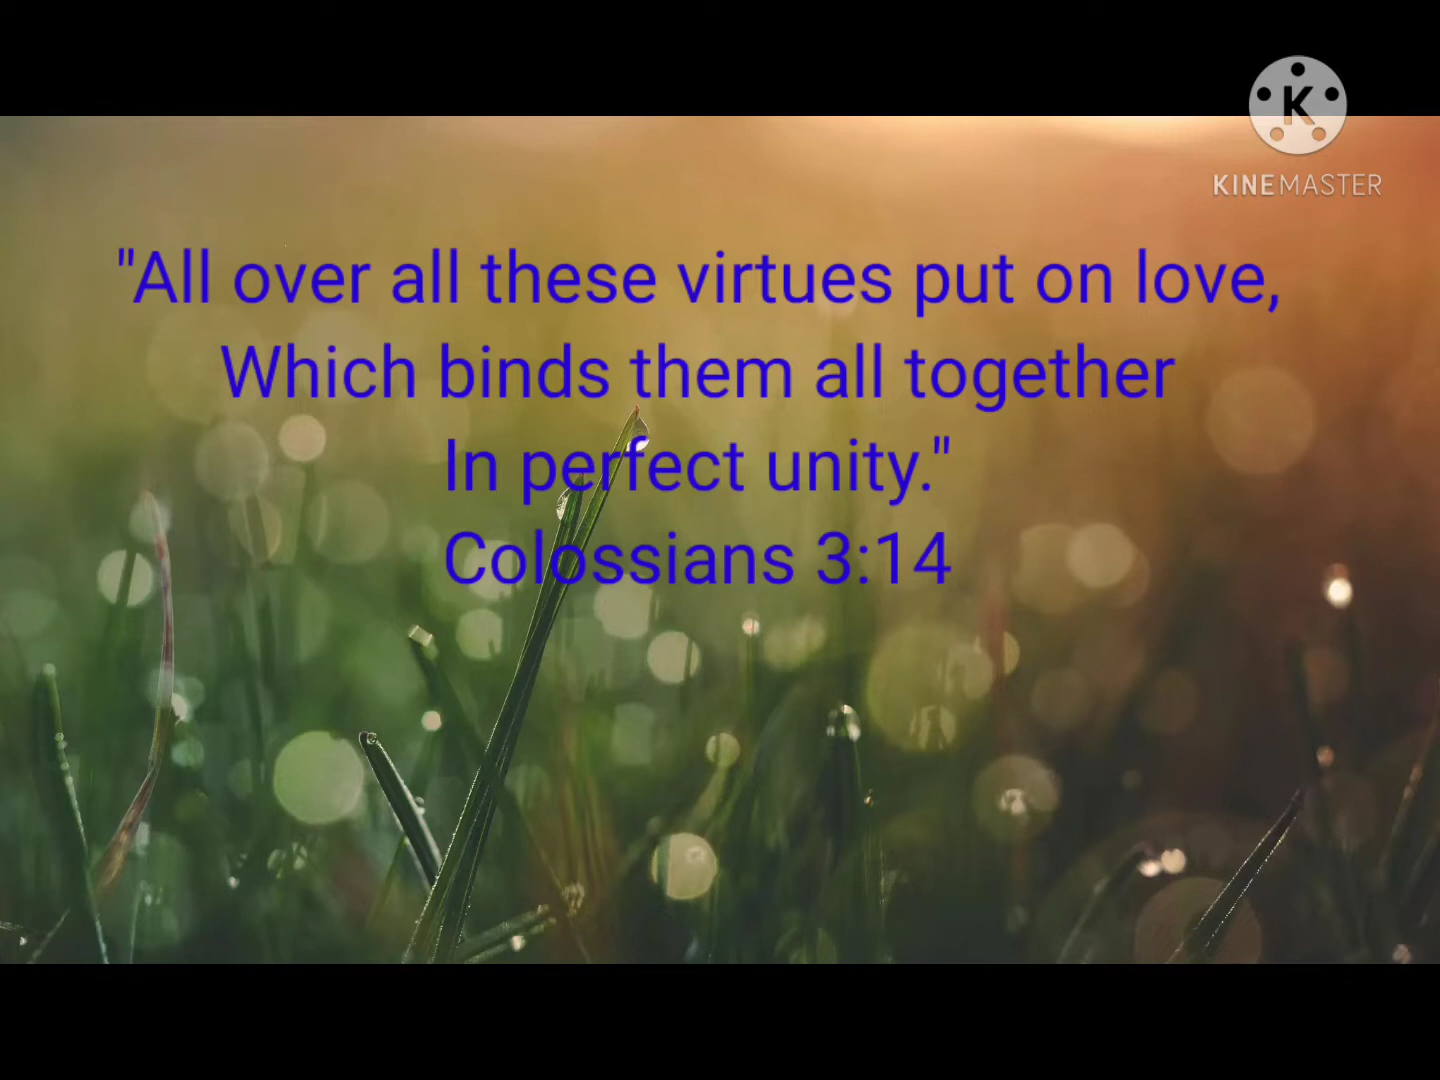 KINEMASTER
"All over all these virtues put on love,
Which binds them all together
In perfect unity."
Colossians 3:14